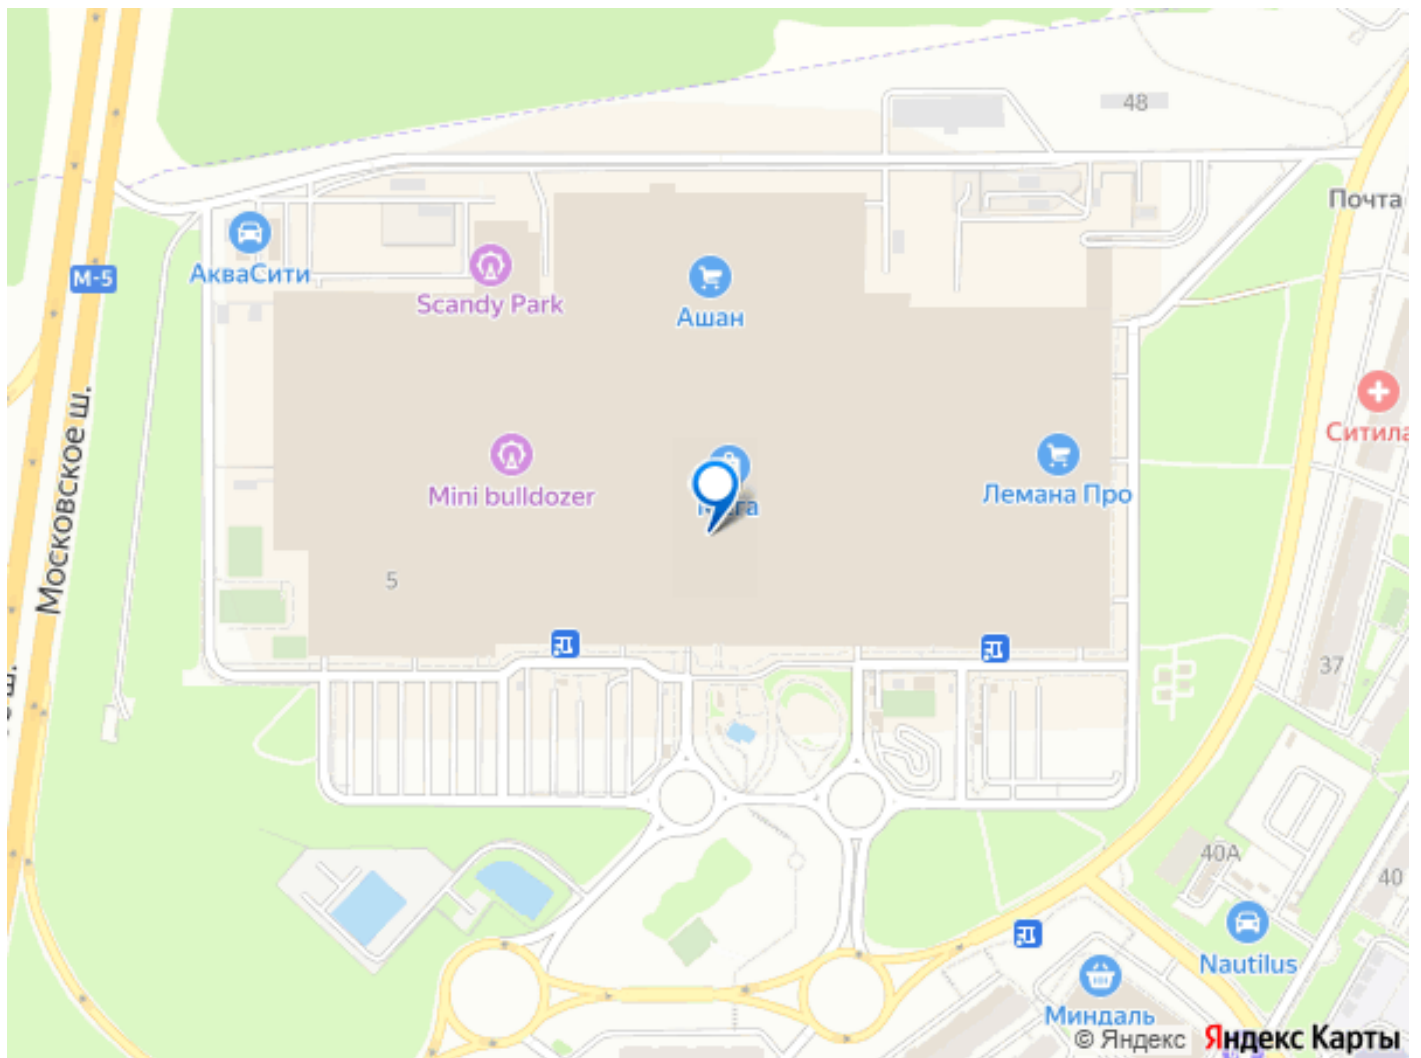 48
Почта
М-5
АкваСити
Scandy Park
Ашан
Московское ш.
Ситила
Mini bulldozer
Лемана Про
5
37
ш.
40А
40
Nautilus
Миндаль
© Яндекс Яндекс Карты